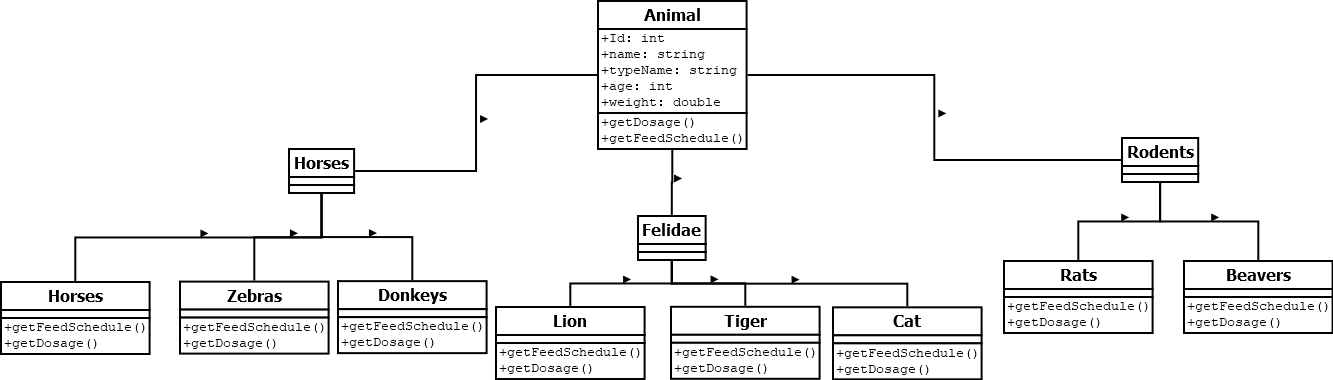 Animal
+Id: int
+name: string
+typeName: string
+age: int
+weight: double
+getDosage()
+getFeedSchedule()
Horses
Felidae
Rodents
Horses
+getFeedSchedule()
+getDosage()
Zebras
+getFeedSchedule()
+getDosage()
Donkeys
+getFeedSchedule()
+getDosage()
Lion
+getFeedSchedule()
+getDosage()
Tiger
+getFeedSchedule()
+getDosage()
Cat
+getFeedSchedule()
+getDosage()
Rats
+getFeedSchedule()
+getDosage()
Beavers
+getFeedSchedule()
+getDosage()